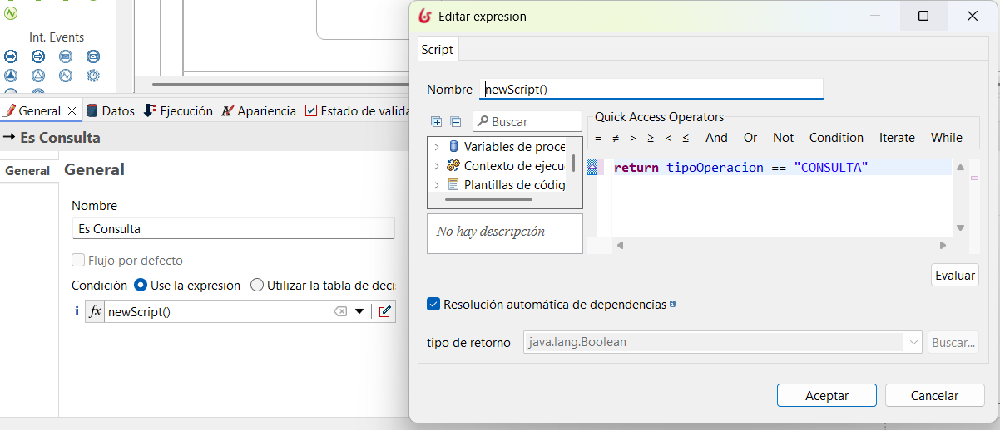 Int. Events
General
Datos
Ejecución
Apariencia
Estado de valida
Es Consulta
General
General
Nombre
Es Consulta
Flujo por defecto
Condición
Use la expresión
Utilizar la tabla de deci
fx
newScript()
Editar expresion
Script
Nombre
newScript()
Buscar
Variables de proce
Contexto de ejecu
Plantillas de códig
No hay descripción
Quick Access Operators
= ≠ > ≥ < ≤ And Or Not Condition Iterate While
return tipoOperacion == "CONSULTA"
Evaluar
Resolución automática de dependencias
tipo de retorno
java.lang.Boolean
Buscar...
Aceptar
Cancelar